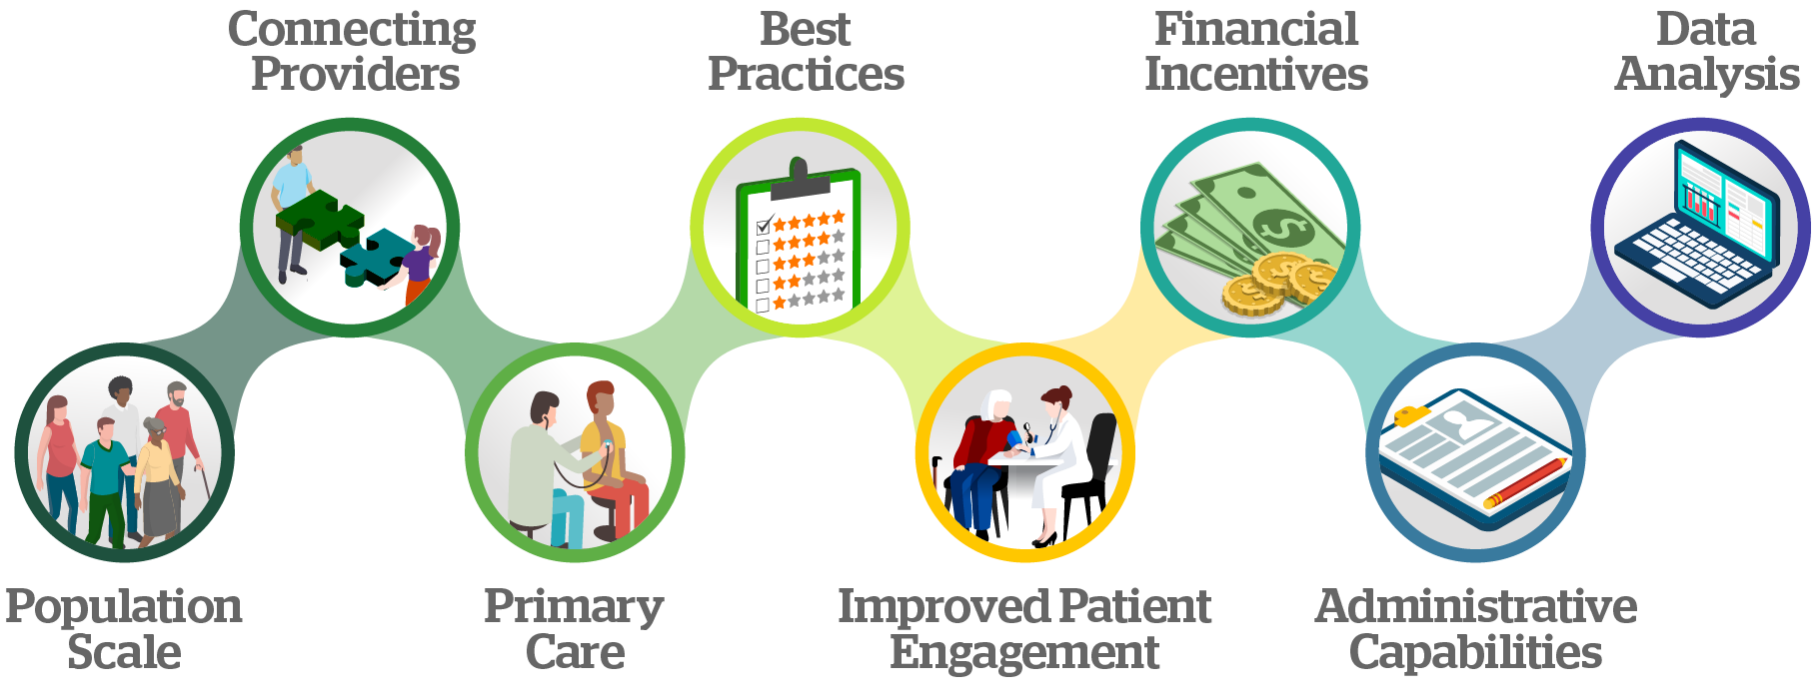 Connecting
Providers
Best
Practices
Financial
Incentives
Data
Analysis
Population
Scale
Primary
Care
Improved Patient
Engagement
Administrative
Capabilities